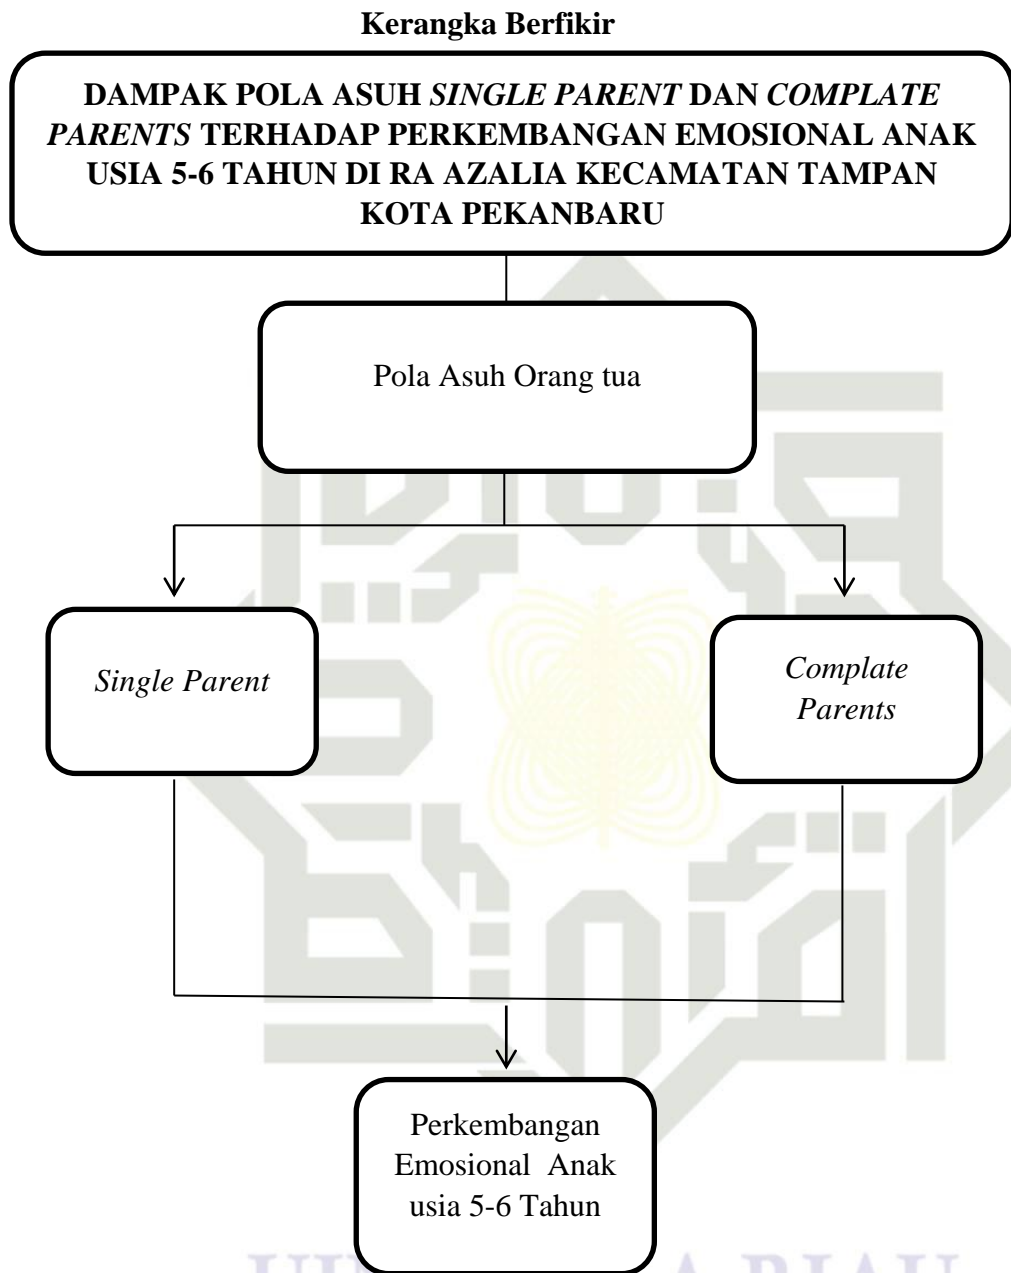 Kerangka Berfikir
DAMPAK POLA ASUH SINGLE PARENT DAN COMPLATE
PARENTS TERHADAP PERKEMBANGAN EMOSIONAL ANAK
USIA 5-6 TAHUN DI RA AZALIA KECAMATAN TAMPAN
KOTA PEKANBARU
Pola Asuh Orang tua
Single Parent
Complate
Parents
Perkembangan
Emosional Anak
usia 5-6 Tahun
RIAU